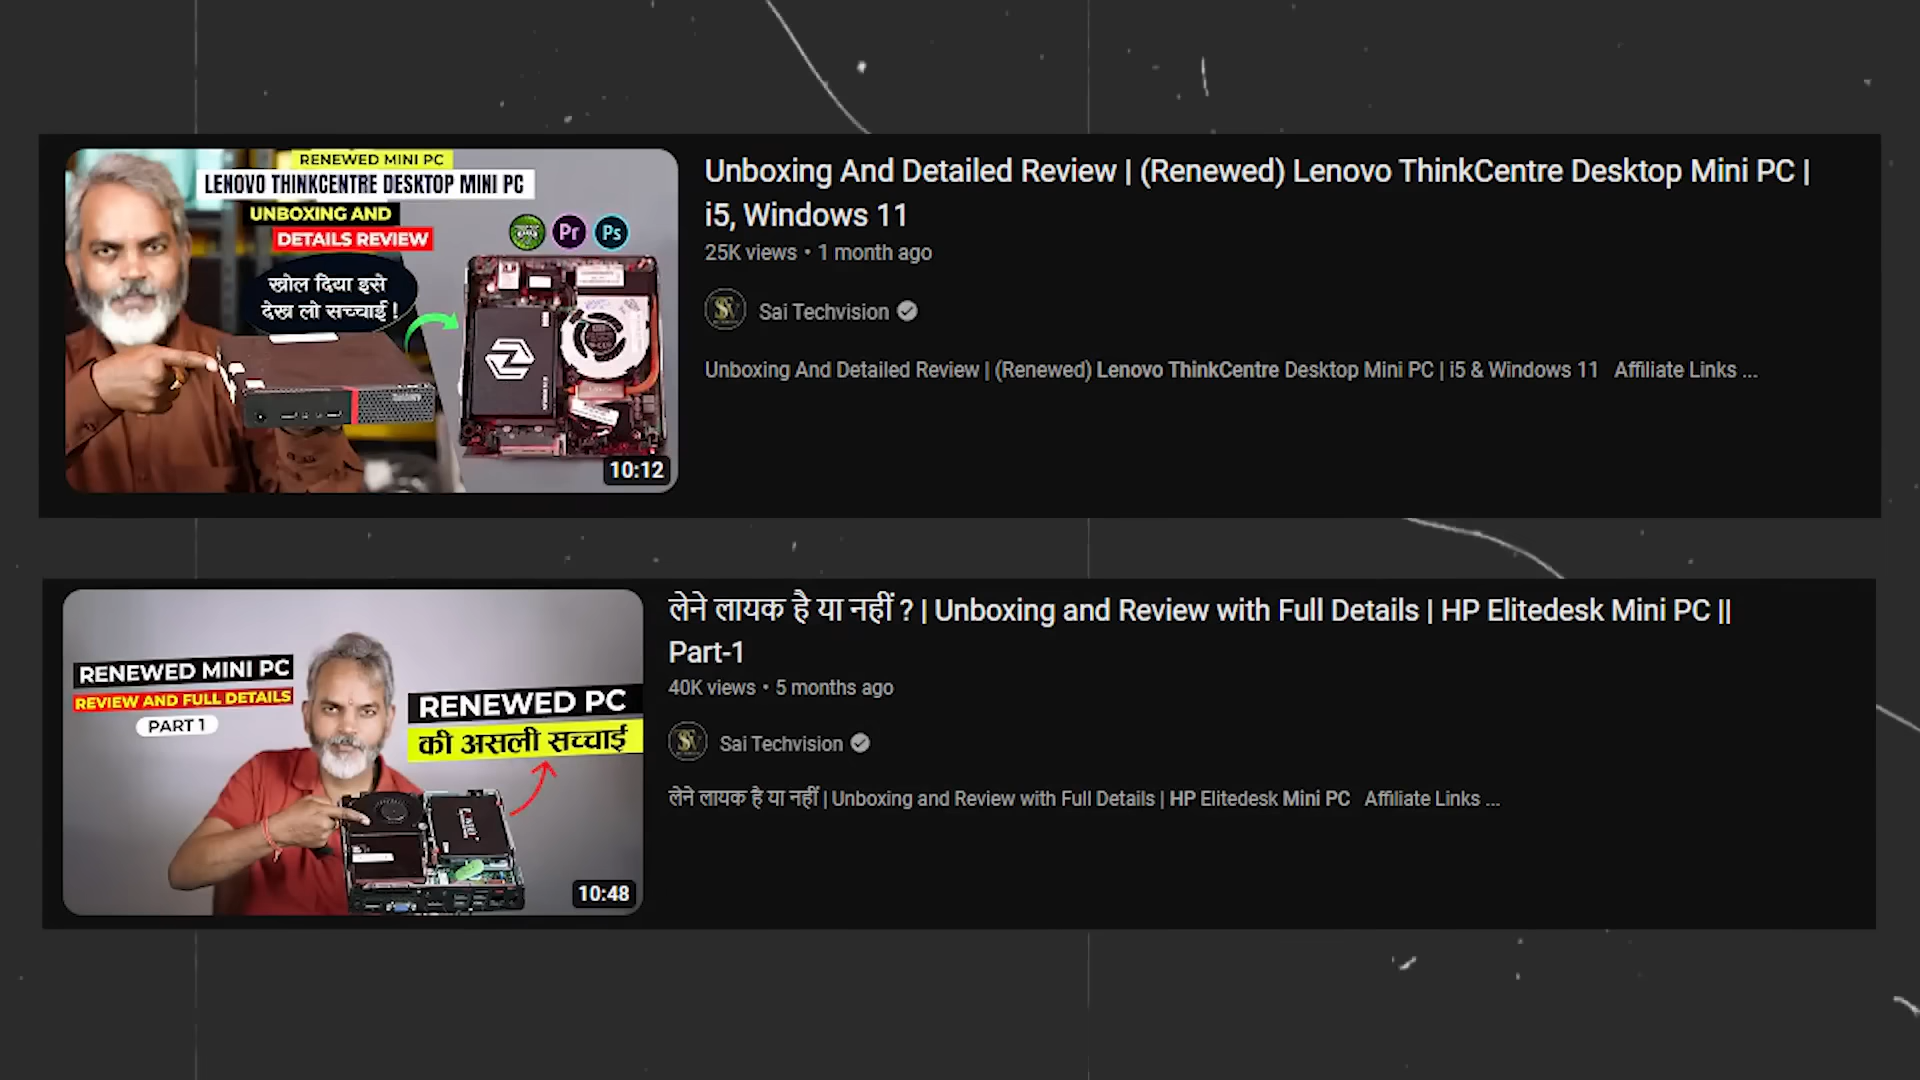 RENEWED MINI PC
LENOVO THINKCENTRE DESKTOP MINI PC
UNBOXING AND
DETAILS REVIEW
Pr
Ps
खोल दिया इसे
देख लो सच्चाई !
10:12
Unboxing And Detailed Review | (Renewed) Lenovo ThinkCentre Desktop Mini PC |
i5, Windows 11
25K views • 1 month ago
Sai Techvision
Unboxing And Detailed Review | (Renewed) Lenovo ThinkCentre Desktop Mini PC | i5 & Windows 11 Affiliate Links ...
RENEWED MINI PC
REVIEW AND FULL DETAILS
PART 1
RENEWED PC
की असली सच्चाई
10:48
लेने लायक है या नहीं ? | Unboxing and Review with Full Details | HP Elitedesk Mini PC ||
Part-1
40K views • 5 months ago
Sai Techvision
लेने लायक है या नहीं | Unboxing and Review with Full Details | HP Elitedesk Mini PC Affiliate Links ...